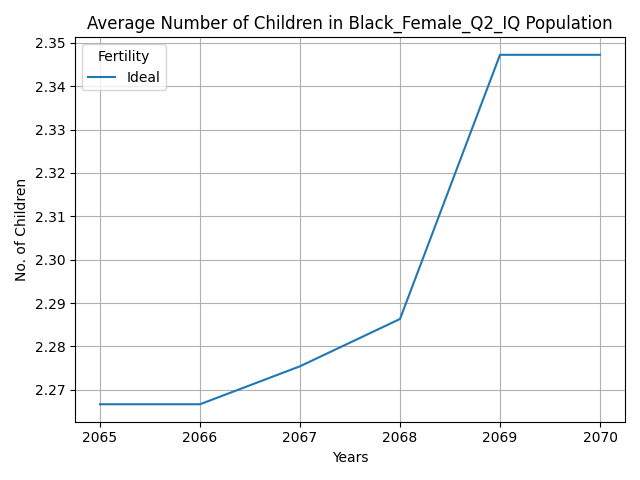 Average Number of Children in Black_Female_Q2_IQ Population
Fertility
Ideal
No. of Children
2.35
2.34
2.33
2.32
2.31
2.30
2.29
2.28
2.27
2065 2066 2067 2068 2069 2070
Years